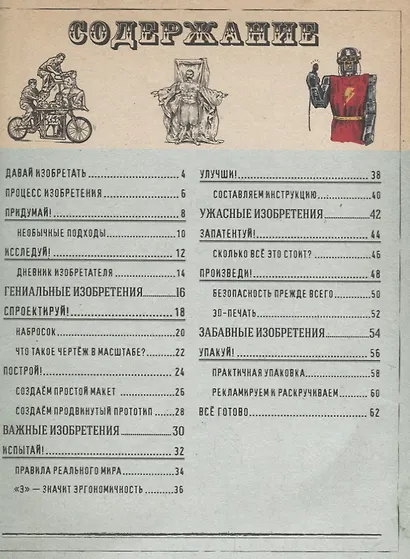 СОДЕРЖАНИЕ
ДАВАЙ ИЗОБРЕТАТЬ ........................ 4
ПРОЦЕСС ИЗОБРЕТЕНИЯ ................ 6
ПРИДУМАЙ! ................................ 8
НЕОБЫЧНЫЕ ПОДХОДЫ ............... 10
ИССЛЕДУЙ! ............................... 12
ДНЕВНИК ИЗОБРЕТАТЕЛЯ ........... 14
ГЕНИАЛЬНЫЕ ИЗОБРЕТЕНИЯ ...... 16
СПРОЕКТИРУЙ! .......................... 18
НАБРОСОК ............................... 20
ЧТО ТАКОЕ ЧЕРТЁЖ В МАСШТАБЕ? ...... 22
ПОСТРОЙ! ................................ 24
СОЗДАЁМ ПРОСТОЙ МАКЕТ .......... 26
СОЗДАЁМ ПРОДВИНУТЫЙ ПРОТОТИП ... 28
ВАЖНЫЕ ИЗОБРЕТЕНИЯ ............. 30
ИСПЫТАЙ! ................................ 32
ПРАВИЛА РЕАЛЬНОГО МИРА ......... 34
«Э» — ЗНАЧИТ ЭРГОНОМИЧНОСТЬ .......... 36
УЛУЧШИ! ................................. 38
СОСТАВЛЯЕМ ИНСТРУКЦИЮ .......... 40
УЖАСНЫЕ ИЗОБРЕТЕНИЯ ........... 42
ЗАПАТЕНТУЙ! ............................ 44
СКОЛЬКО ВСЁ ЭТО СТОИТ? .......... 46
ПРОИЗВЕДИ! ............................. 48
БЕЗОПАСНОСТЬ ПРЕЖДЕ ВСЕГО ........ 50
3D-ПЕЧАТЬ ............................... 52
ЗАБАВНЫЕ ИЗОБРЕТЕНИЯ .......... 54
УПАКУЙ! ................................. 56
ПРАКТИЧНАЯ УПАКОВКА ............. 58
РЕКЛАМИРУЕМ И РАСКРУЧИВАЕМ ........ 60
ВСЁ ГОТОВО .............................. 62